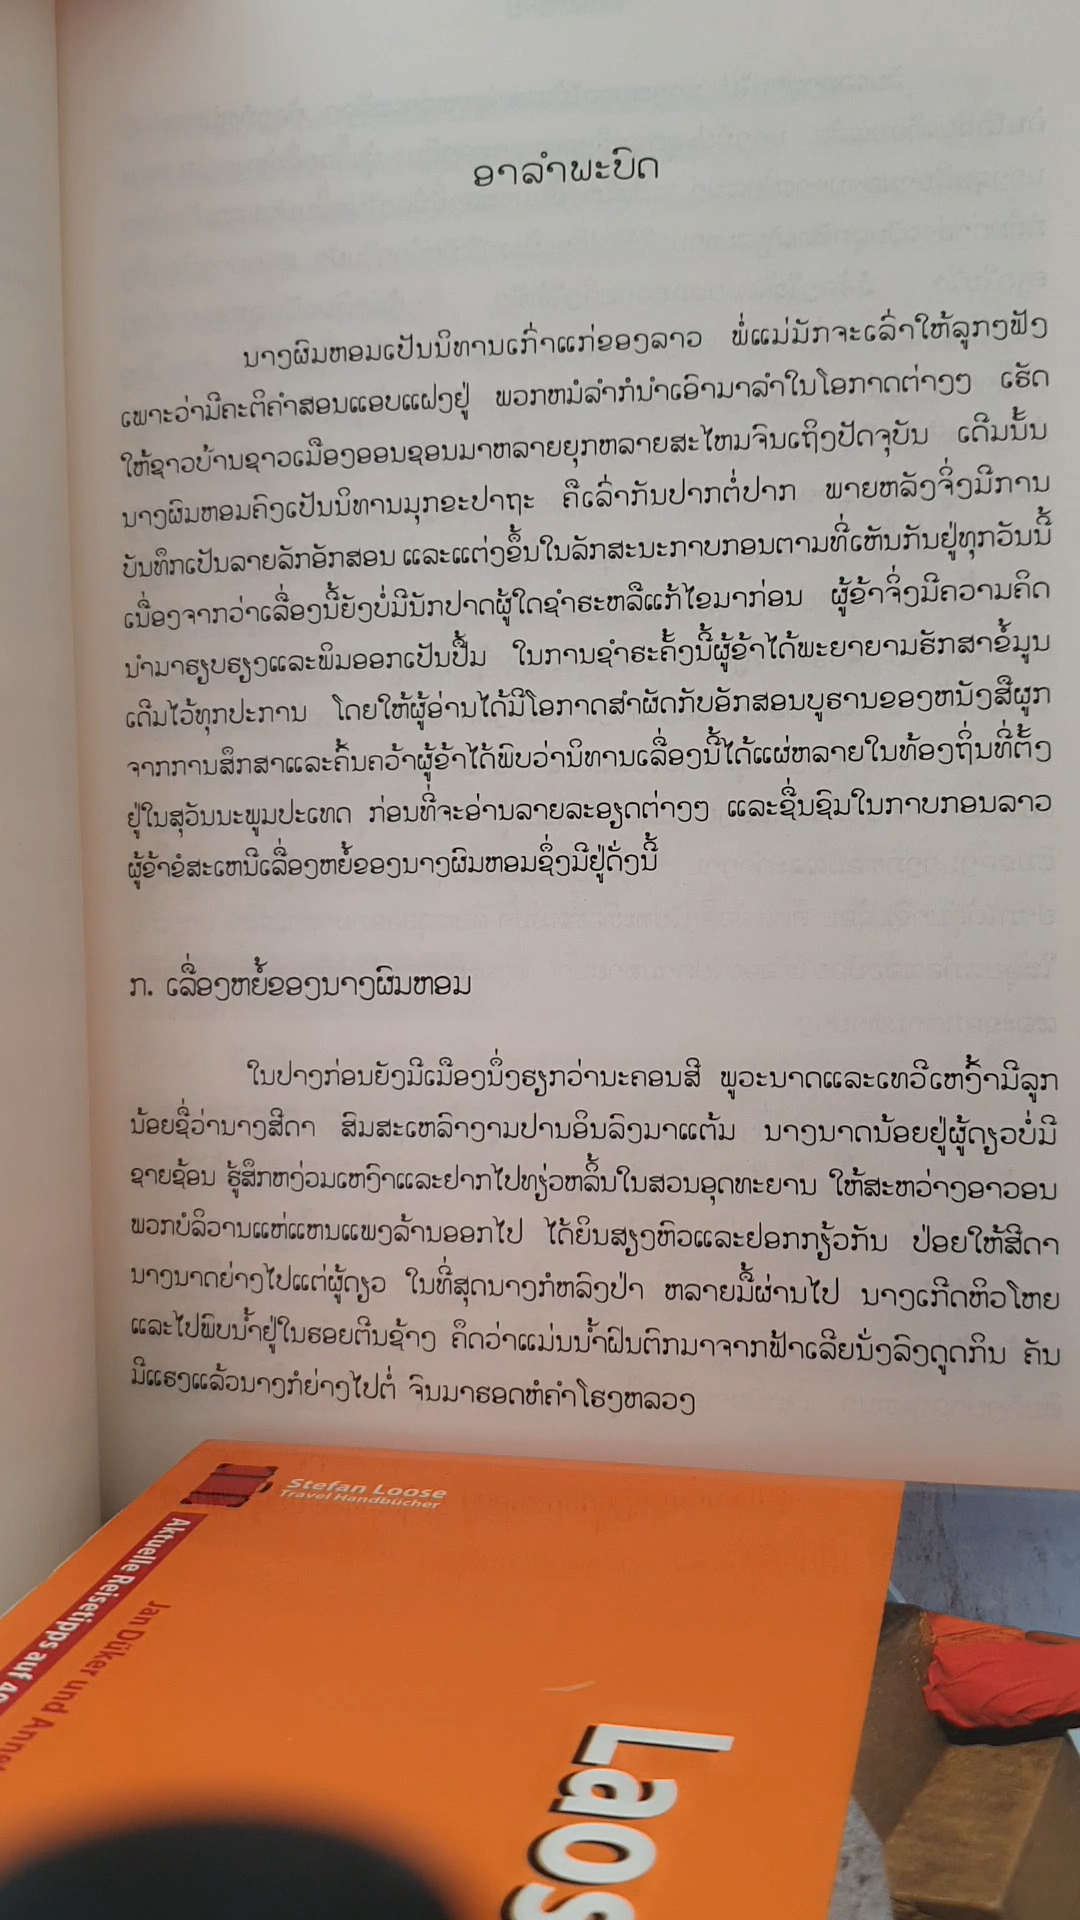 ອາລຳພະບົດ
ນາງຜົມຫອມເປັນນິທານເກົ່າແກ່ຂອງລາວ ພໍ່ແມ່ມັກຈະເລົ່າໃຫ້ລູກໆຟັງ
ເພາະວ່າມີຄະຕິຄຳສອນແອບແຝງຢູ່ ພວກຫມໍລຳກໍນຳເອົາມາລຳໃນໂອກາດຕ່າງໆ ເຮັດ
ໃຫ້ຊາວບ້ານຊາວເມືອງອອນຊອນມາຫລາຍຍຸກຫລາຍສະໄຫມຈົນເຖິງປັດຈຸບັນ ເດີມນັ້ນ
ນາງຜົມຫອມຄົງເປັນນິທານມຸກຂະປາຖະ ຄືເລົ່າກັນປາກຕໍ່ປາກ ພາຍຫລັງຈຶ່ງມີການ
ບັນທຶກເປັນລາຍລັກອັກສອນ ແລະແຕ່ງຂຶ້ນໃນລັກສະນະກາບກອນຕາມທີ່ເຫັນກັນຢູ່ທຸກວັນນີ້
ເນື່ອງຈາກວ່າເລື່ອງນີ້ຍັງບໍ່ມີນັກປາດຜູ້ໃດຊຳຣະຫລືແກ້ໄຂມາກ່ອນ ຜູ້ຂ້າຈຶ່ງມີຄວາມຄິດ
ນຳມາຮຽບຮຽງແລະພິມອອກເປັນປື້ມ ໃນການຊຳຣະຄັ້ງນີ້ຜູ້ຂ້າໄດ້ພະຍາຍາມຮັກສາຂໍ້ມູນ
ເດີມໄວ້ທຸກປະການ ໂດຍໃຫ້ຜູ້ອ່ານໄດ້ມີໂອກາດສຳຜັດກັບອັກສອນບູຮານຂອງຫນັງສືຜູກ
ຈາກການສຶກສາແລະຄົ້ນຄວ້າຜູ້ຂ້າໄດ້ພົບວ່ານິທານເລື່ອງນີ້ໄດ້ແຜ່ຫລາຍໃນທ້ອງຖິ່ນທີ່ຕັ້ງ
ຢູ່ໃນສຸວັນນະພູມປະເທດ ກ່ອນທີ່ຈະອ່ານລາຍລະອຽດຕ່າງໆ ແລະຊື່ນຊົມໃນກາບກອນລາວ
ຜູ້ຂ້າຂໍສະເຫນີເລື່ອງຫຍໍ້ຂອງນາງຜົມຫອມຊຶ່ງມີຢູ່ດັ່ງນີ້
ກ. ເລື່ອງຫຍໍ້ຂອງນາງຜົມຫອມ
ໃນປາງກ່ອນຍັງມີເມືອງນຶ່ງຮຽກວ່ານະຄອນສີ ພູວະນາດແລະເທວີເຫງົ້າມີລູກ
ນ້ອຍຊື່ວ່ານາງສີດາ ສົມສະເຫລົາງາມປານອິນລົງມາແຕ້ມ ນາງນາດນ້ອຍຢູ່ຜູ້ດຽວບໍ່ມີ
ຊາຍຊ້ອນ ຮູ້ສຶກຫງ່ວມເຫງົາແລະຢາກໄປທຽ່ວຫລິ້ນໃນສວນອຸດທະຍານ ໃຫ້ສະຫວ່າງອາວອນ
ພວກບໍລິວານແຫ່ແຫນແພງລ້ານອອກໄປ ໄດ້ຍິນສຽງຫົວແລະຢອກກຽ້ວກັນ ປ່ອຍໃຫ້ສີດາ
ນາງນາດຍ່າງໄປແຕ່ຜູ້ດຽວ ໃນທີ່ສຸດນາງກໍຫລົງປ່າ ຫລາຍມື້ຜ່ານໄປ ນາງເກີດຫິວໂຫຍ
ແລະໄປພົບນ້ຳຢູ່ໃນຮອຍຕີນຊ້າງ ຄຶດວ່າແມ່ນນ້ຳຝົນຕົກມາຈາກຟ້າເລີຍນັ່ງລົງດູດກິນ ຄັນ
ມີແຮງແລ້ວນາງກໍຍ່າງໄປຕໍ່ ຈົນມາຮອດຫໍຄຳໂຮງຫລວງ
Stefan Loose
Travel Handbücher
Aktuelle Reisetipps auf
Jan Düker und
Laos